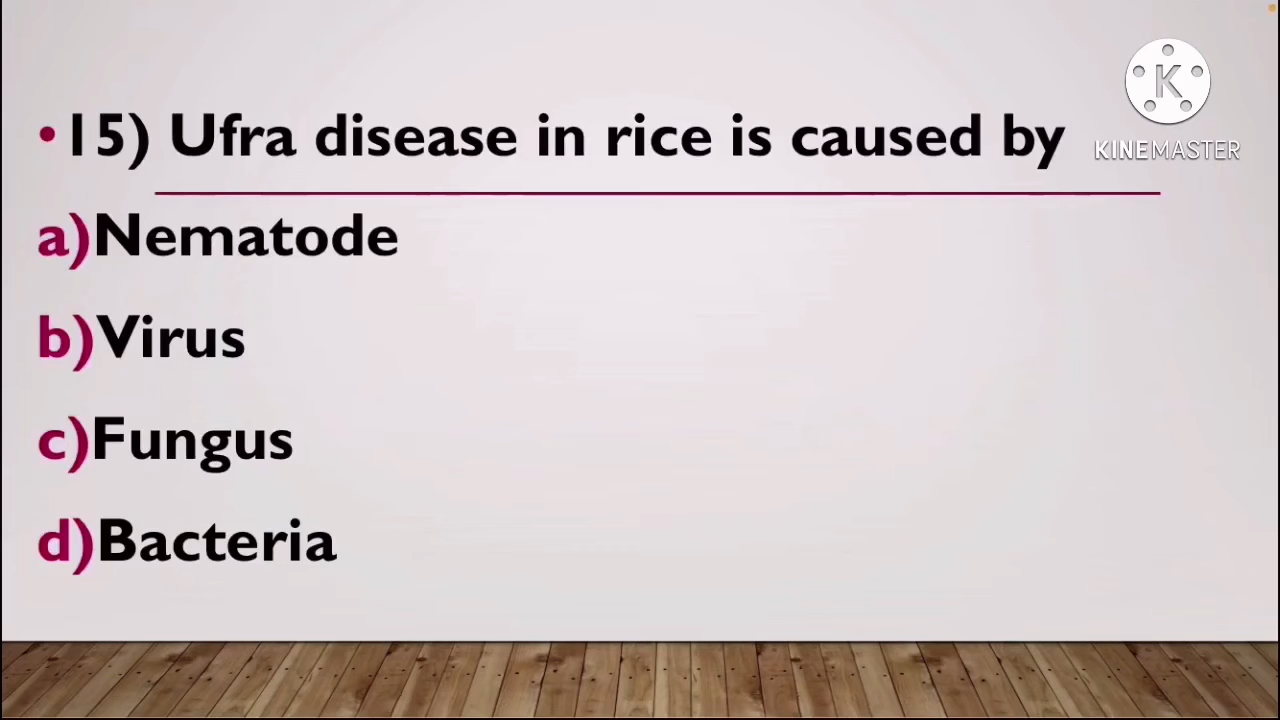 •15) Ufra disease in rice is caused by
a)Nematode
b)Virus
c)Fungus
d)Bacteria
K
KINEMASTER